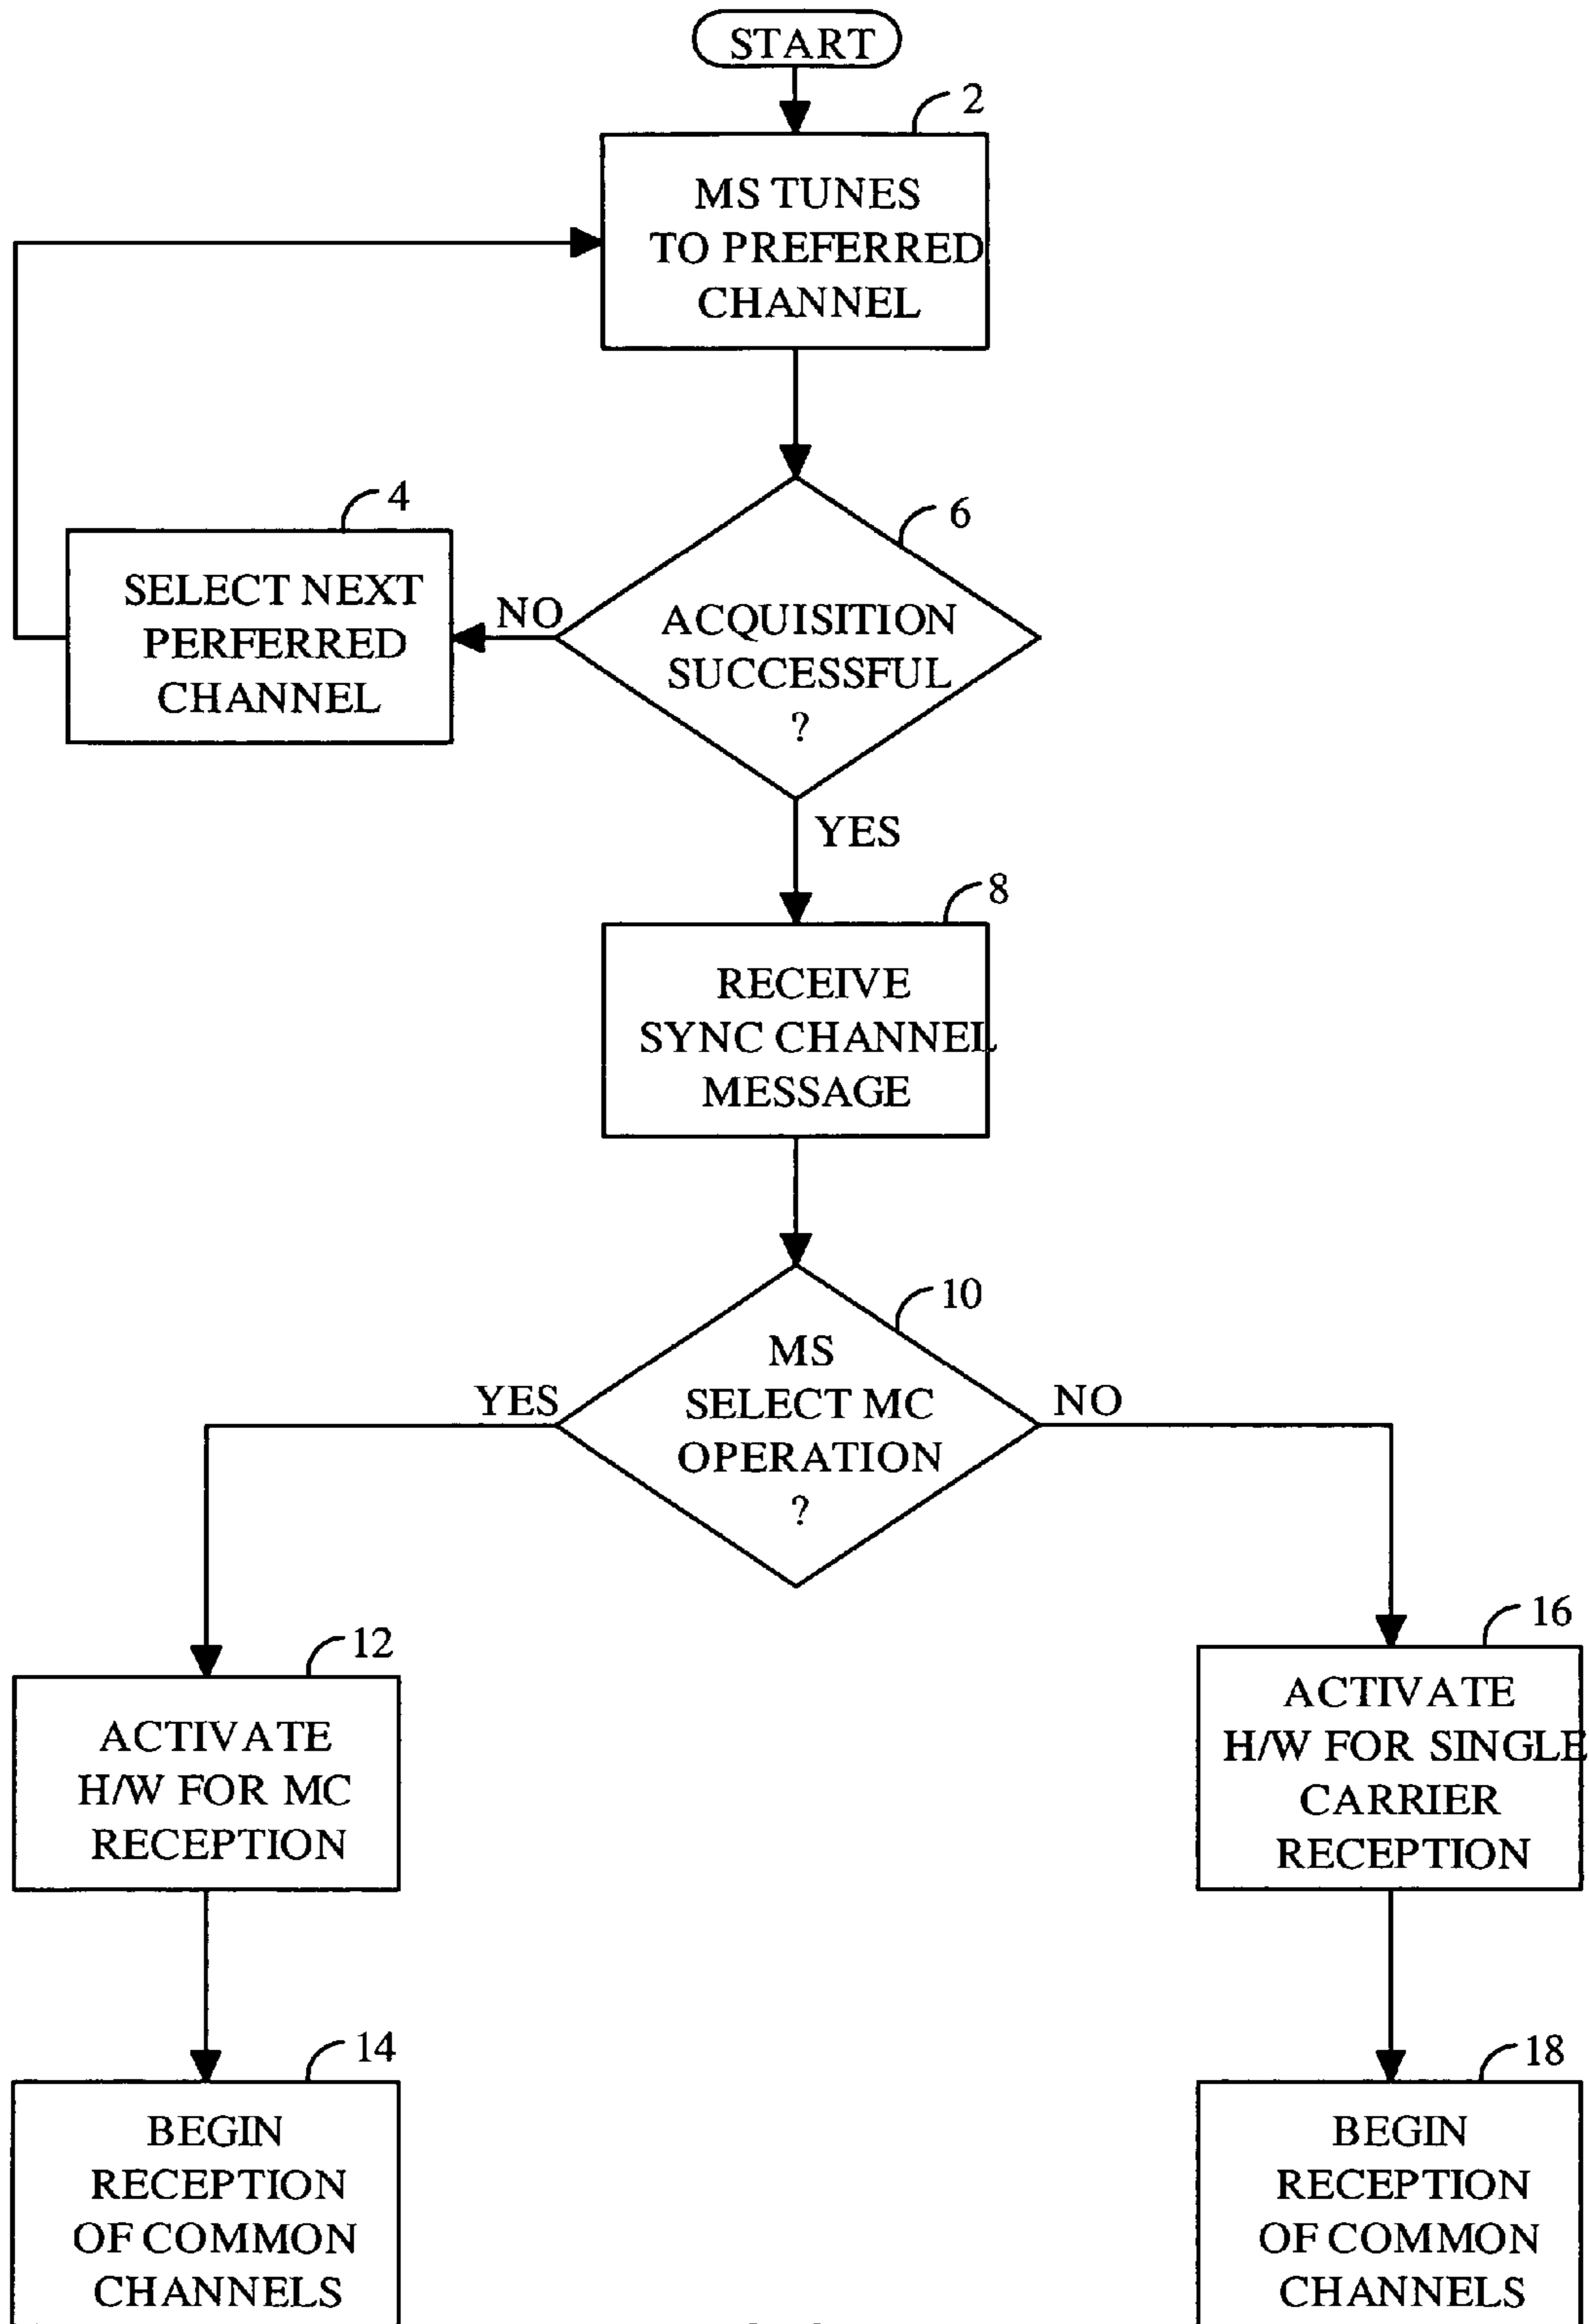 START
2
MS TUNES
TO PREFERRED
CHANNEL
4
SELECT NEXT
PERFERRED
CHANNEL
NO
6
ACQUISITION
SUCCESSFUL
?
YES
8
RECEIVE
SYNC CHANNEL
MESSAGE
10
MS
SELECT MC
OPERATION
?
YES
NO
12
ACTIVATE
H/W FOR MC
RECEPTION
16
ACTIVATE
H/W FOR SINGLE
CARRIER
RECEPTION
14
BEGIN
RECEPTION
OF COMMON
CHANNELS
18
BEGIN
RECEPTION
OF COMMON
CHANNELS